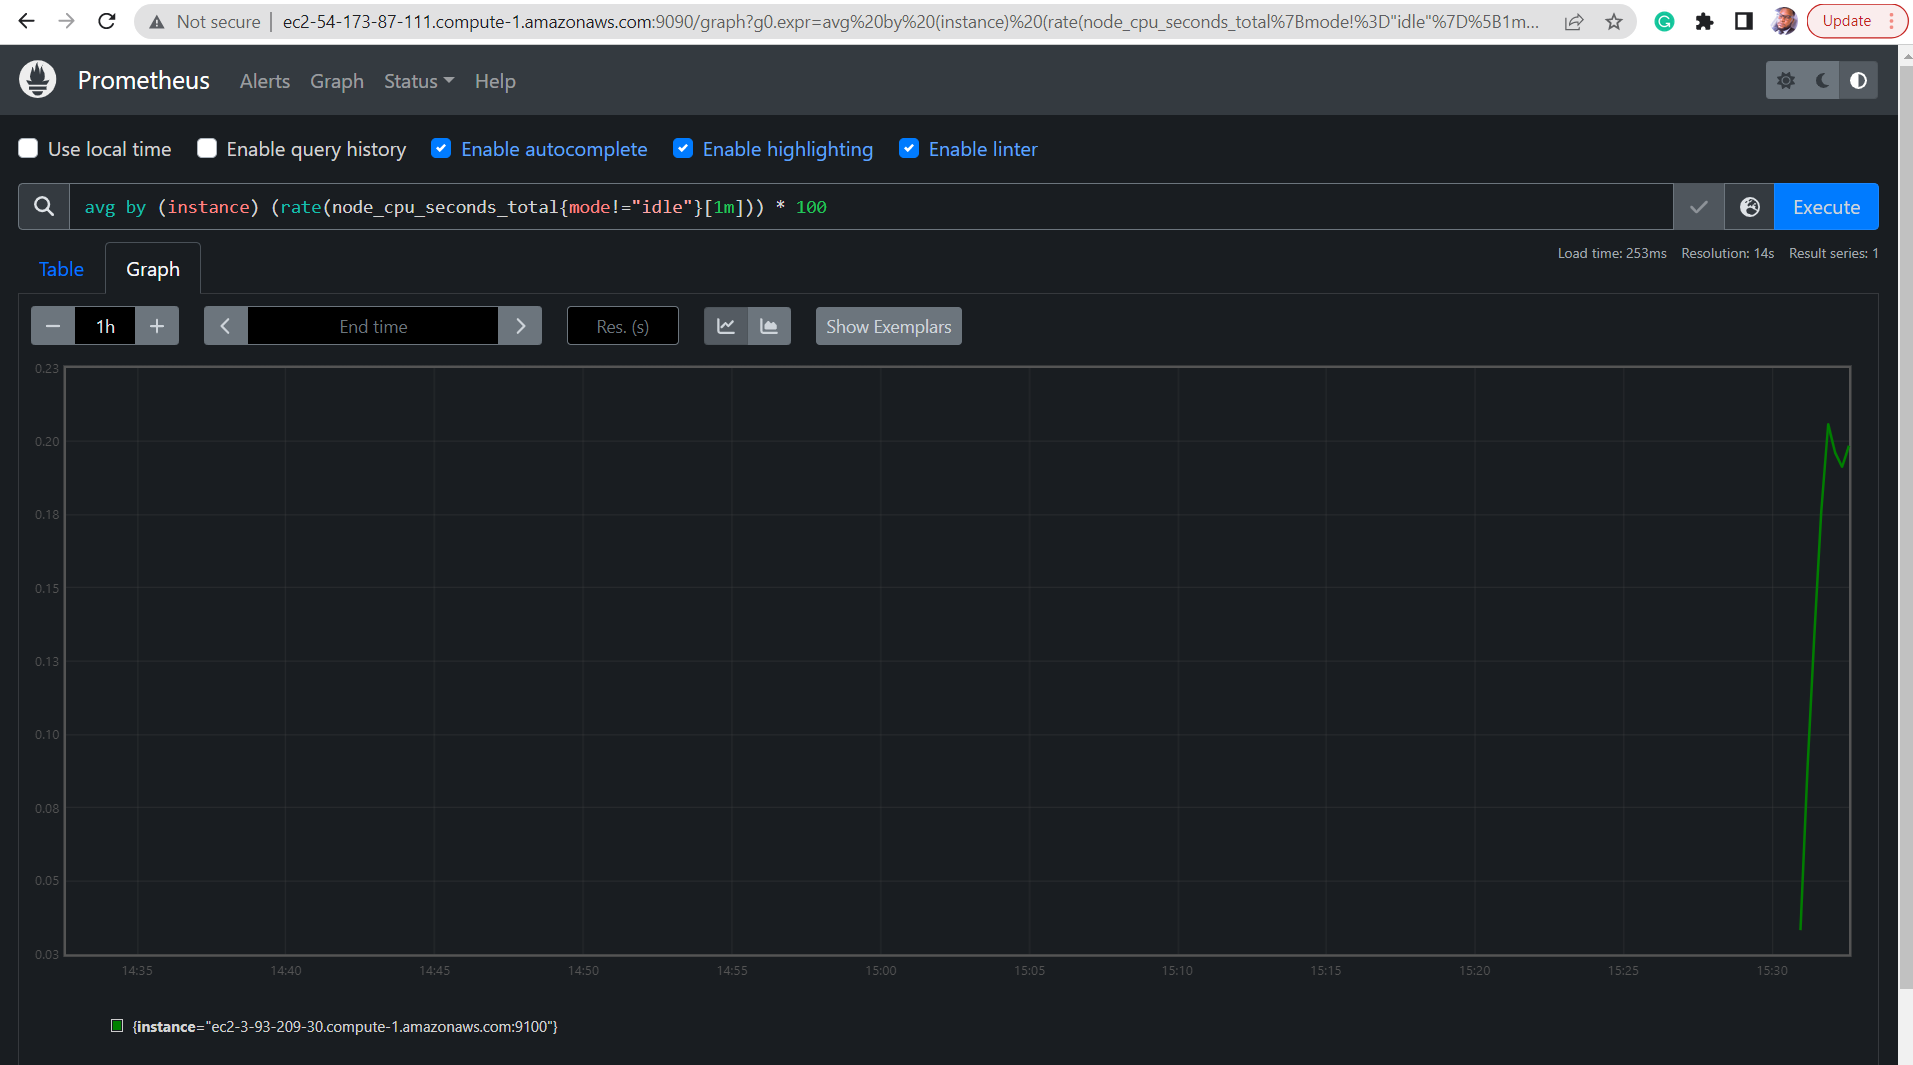 Not secure | ec2-54-173-87-111.compute-1.amazonaws.com:9090/graph?g0.expr=avg%20by%20(instance)%20(rate(node_cpu_seconds_total%7Bmode!%3D"idle"%7D%5B1m... Update
Prometheus Alerts Graph Status Help
Use local time Enable query history Enable autocomplete Enable highlighting Enable linter
avg by (instance) (rate(node_cpu_seconds_total{mode!="idle"}[1m])) * 100 Execute
Load time: 253ms Resolution: 14s Result series: 1
Table Graph
− 1h + End time Res. (s) Show Exemplars
0.23
0.20
0.18
0.15
0.13
0.10
0.08
0.05
0.03
14:35 14:40 14:45 14:50 14:55 15:00 15:05 15:10 15:15 15:20 15:25 15:30
{instance="ec2-3-93-209-30.compute-1.amazonaws.com:9100"}